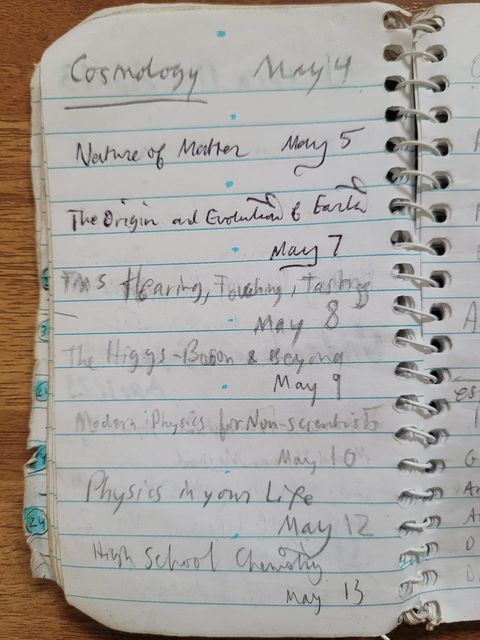 Cosmology May 4
Nature of Matter May 5
The Origin and Evolution of Earth
May 7
TMS Hearing, Touching, Tasting
May 8
The Higgs-Boson & Beyong
May 9
Modern Physics for Non-scientists
May 10
Physics in your Life
May 12
High School Chemistry
May 13